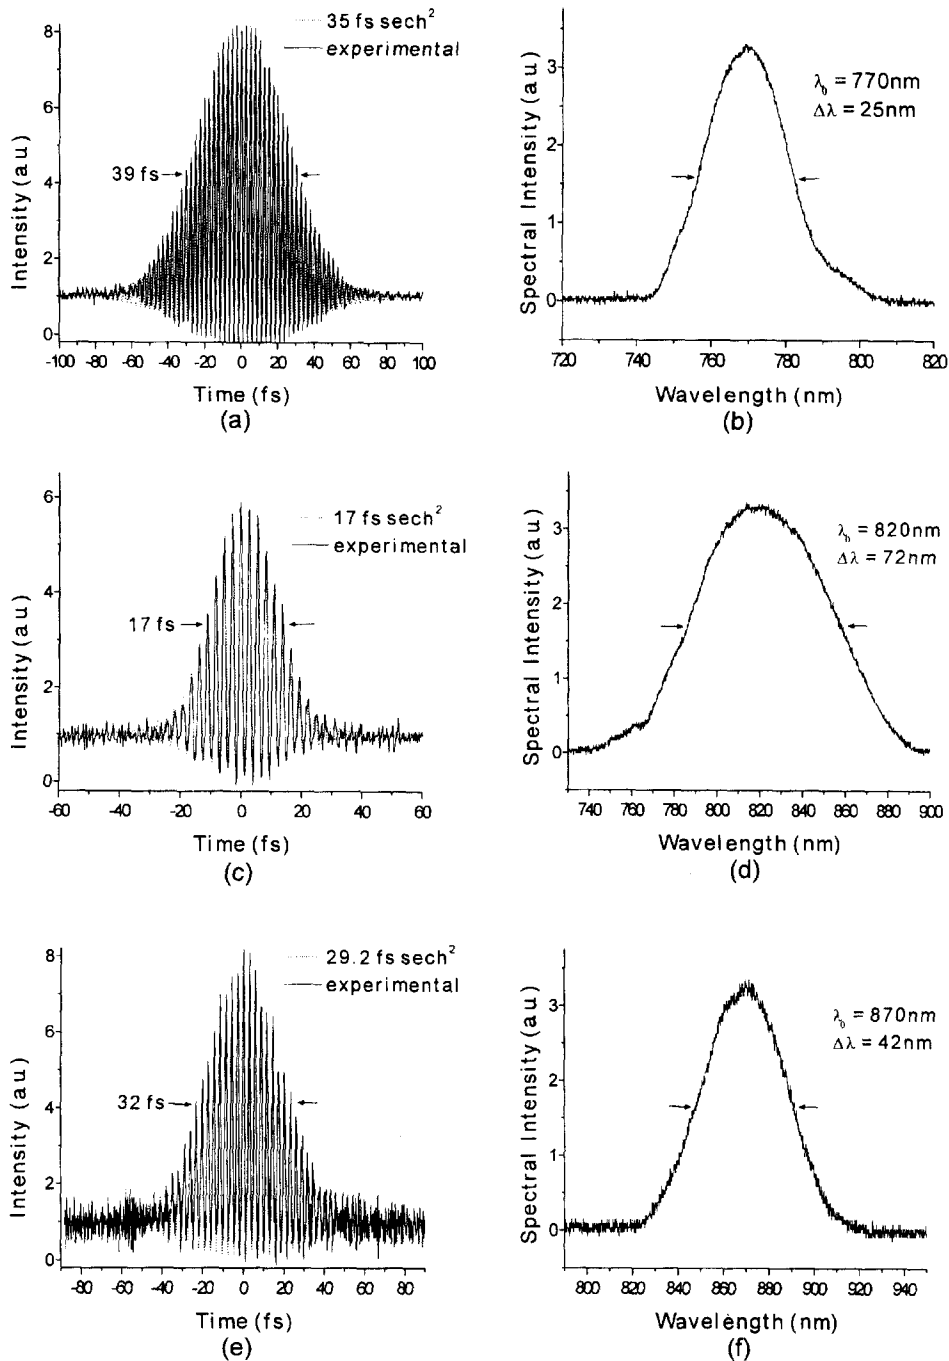 35 fs sech²
experimental
39 fs
Intensity (a.u)
8
6
4
2
0
-100 -80 -60 -40 -20 0 20 40 60 80 100
Time (fs)
(a)
λ₀ = 770nm
Δλ = 25nm
Spectral Intensity (a.u)
3
2
1
0
720 740 760 780 800 820
Wavelength (nm)
(b)
17 fs sech²
experimental
17 fs
Intensity (a.u)
6
4
2
0
-60 -40 -20 0 20 40 60
Time (fs)
(c)
λ₀ = 820nm
Δλ = 72nm
Spectral Intensity (a.u)
3
2
1
0
740 760 780 800 820 840 860 880 900
Wavelength (nm)
(d)
29.2 fs sech²
experimental
32 fs
Intensity (a.u)
8
6
4
2
0
-80 -60 -40 -20 0 20 40 60 80
Time (fs)
(e)
λ₀ = 870nm
Δλ = 42nm
Spectral Intensity (a.u)
3
2
1
0
800 820 840 860 880 900 920 940
Wavelength (nm)
(f)